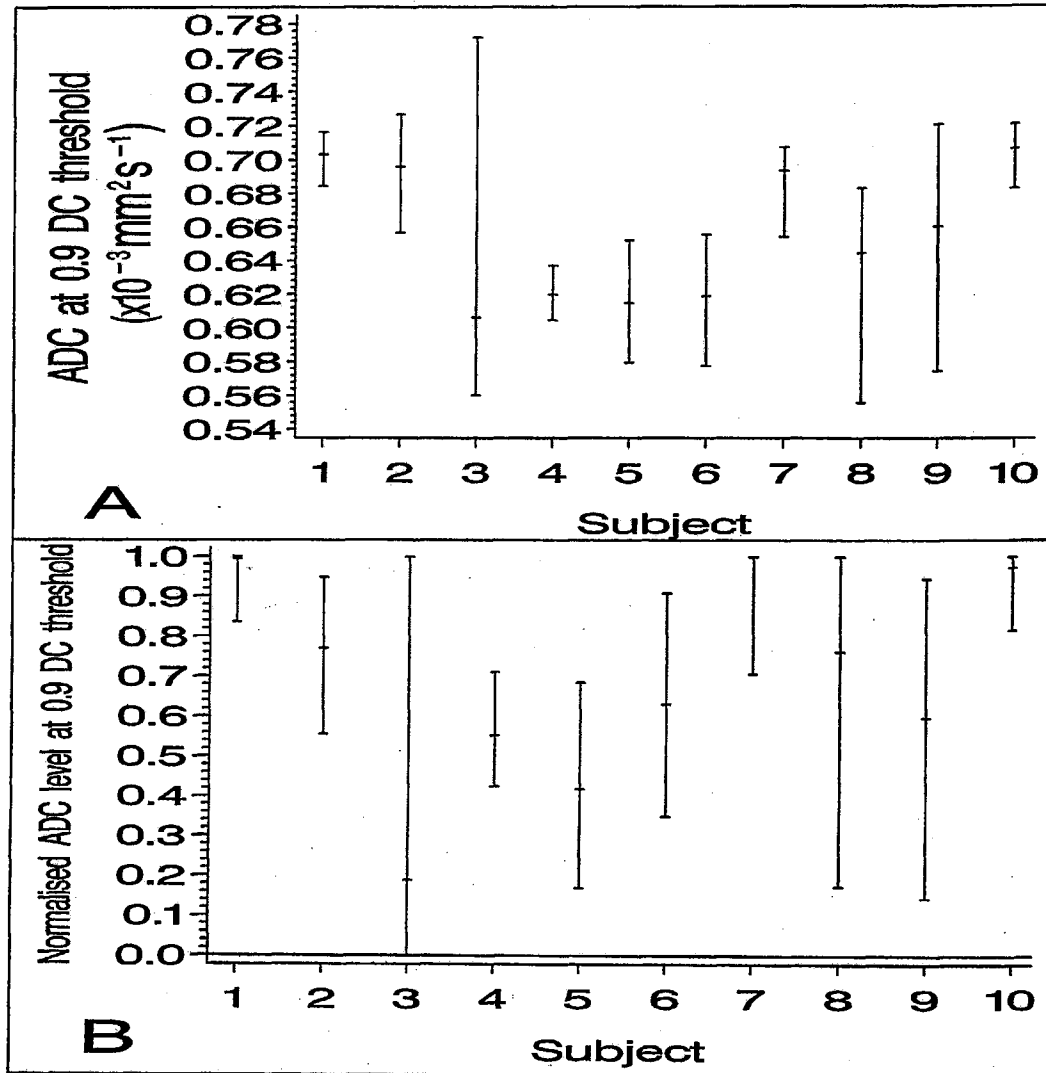 ADC at 0.9 DC threshold
(x10⁻³mm²s⁻¹)
0.78
0.76
0.74
0.72
0.70
0.68
0.66
0.64
0.62
0.60
0.58
0.56
0.54
1 2 3 4 5 6 7 8 9 10
Subject
A
Normalised ADC level at 0.9 DC threshold
1.0
0.9
0.8
0.7
0.6
0.5
0.4
0.3
0.2
0.1
0.0
1 2 3 4 5 6 7 8 9 10
Subject
B